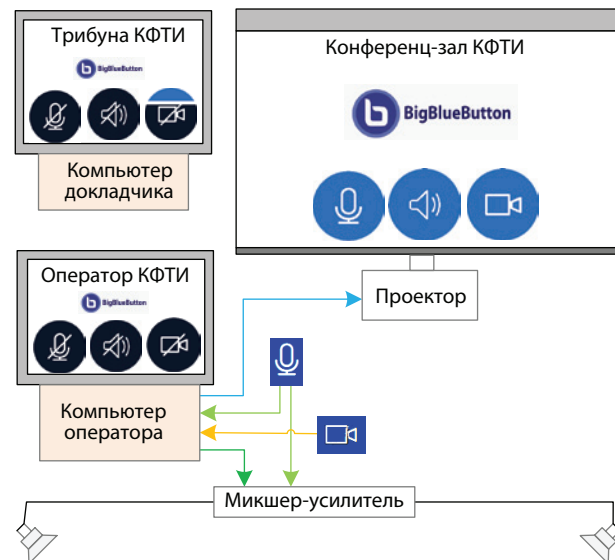 Трибуна КФТИ
BigBlueButton
Компьютер
докладчика
Конференц-зал КФТИ
BigBlueButton
Оператор КФТИ
BigBlueButton
Проектор
Компьютер
оператора
Микшер-усилитель